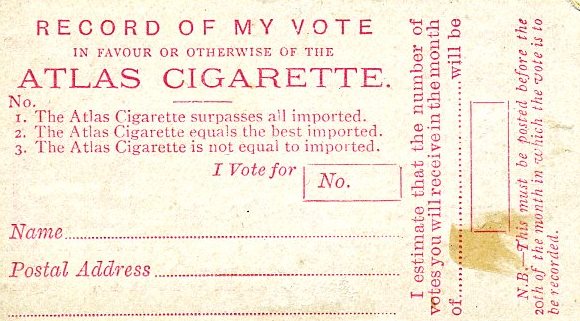 RECORD OF MY VOTE
IN FAVOUR OR OTHERWISE OF THE
ATLAS CIGARETTE.
No.
1. The Atlas Cigarette surpasses all imported.
2. The Atlas Cigarette equals the best imported.
3. The Atlas Cigarette is not equal to imported.
I Vote for No.
Name
Postal Address
I estimate that the number of
votes you will receive in the month
of.................... will be
N.B.—This must be posted before the
20th of the month in which the vote is to
be recorded.